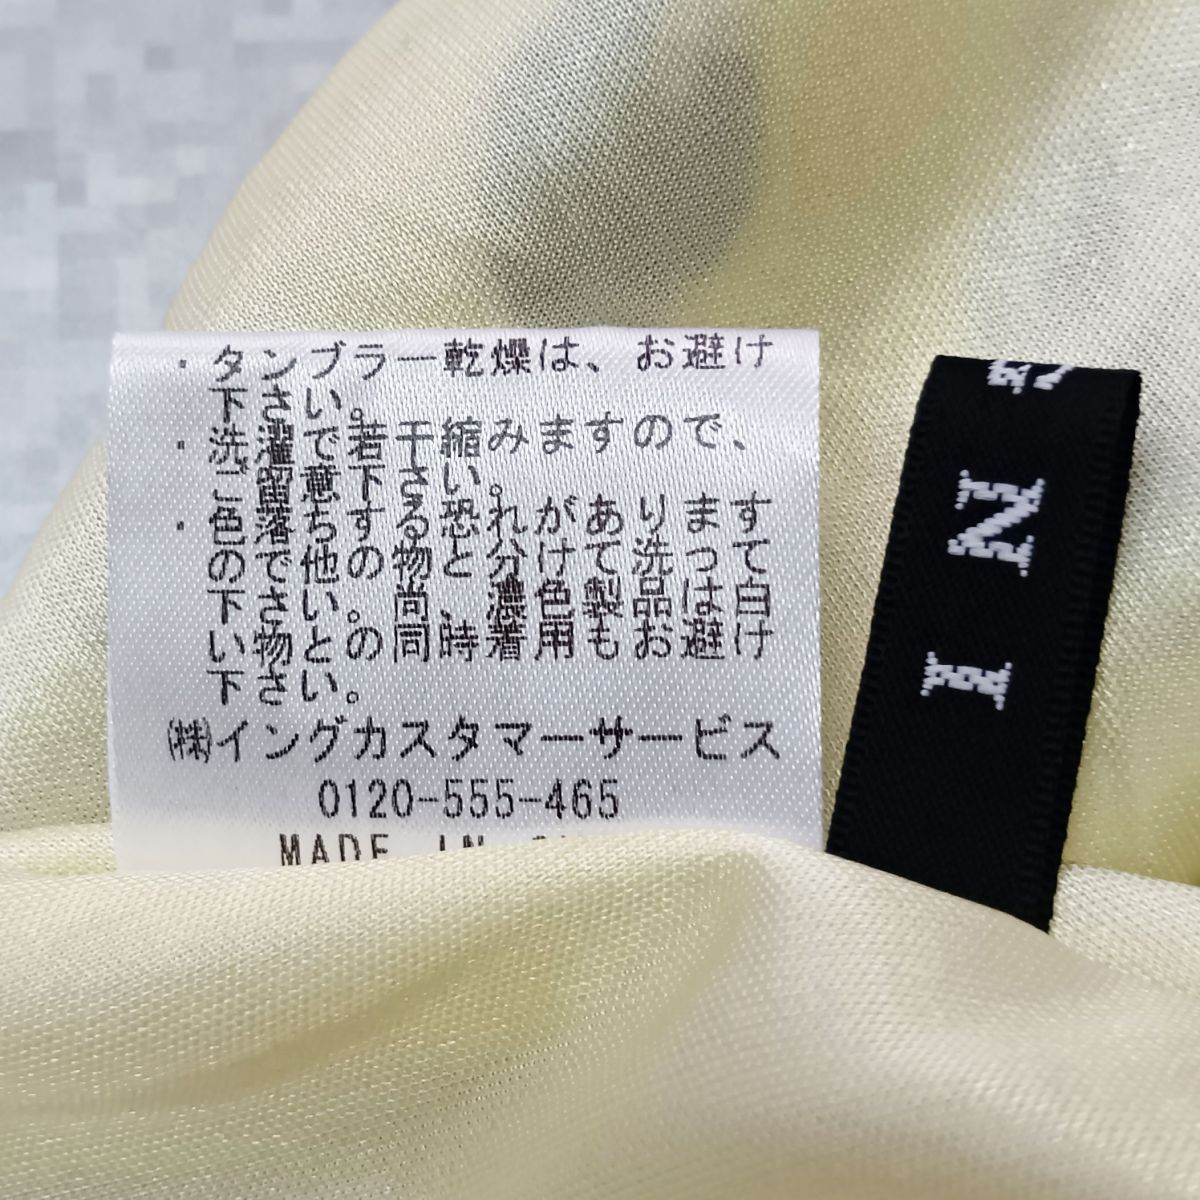 ・タンブラー乾燥は、お避け
下さい。
・洗濯で若干縮みますので、
ご留意下さい。
・色落ちする恐れがあります
ので他の物と分けて洗って
下さい。尚、濃色製品は白
い物との同時着用もお避け
下さい。
㈱イングカスタマーサービス
0120-555-465
MADE IN
N
I